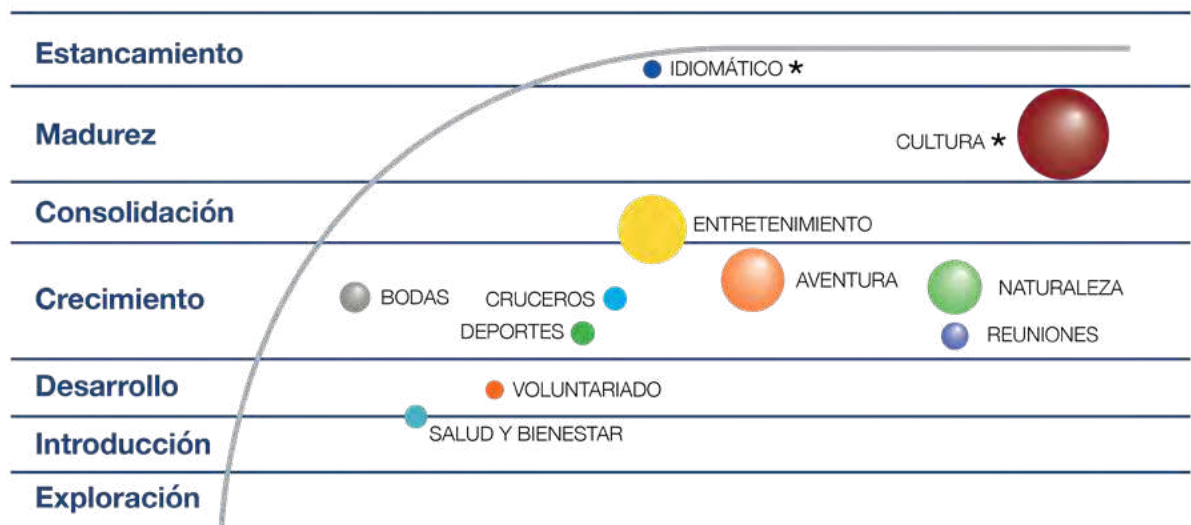 Estancamiento
IDIOMÁTICO *
Madurez
CULTURA *
Consolidación
ENTRETENIMIENTO
AVENTURA
Crecimiento
BODAS
CRUCEROS
NATURALEZA
DEPORTES
REUNIONES
Desarrollo
VOLUNTARIADO
SALUD Y BIENESTAR
Introducción
Exploración